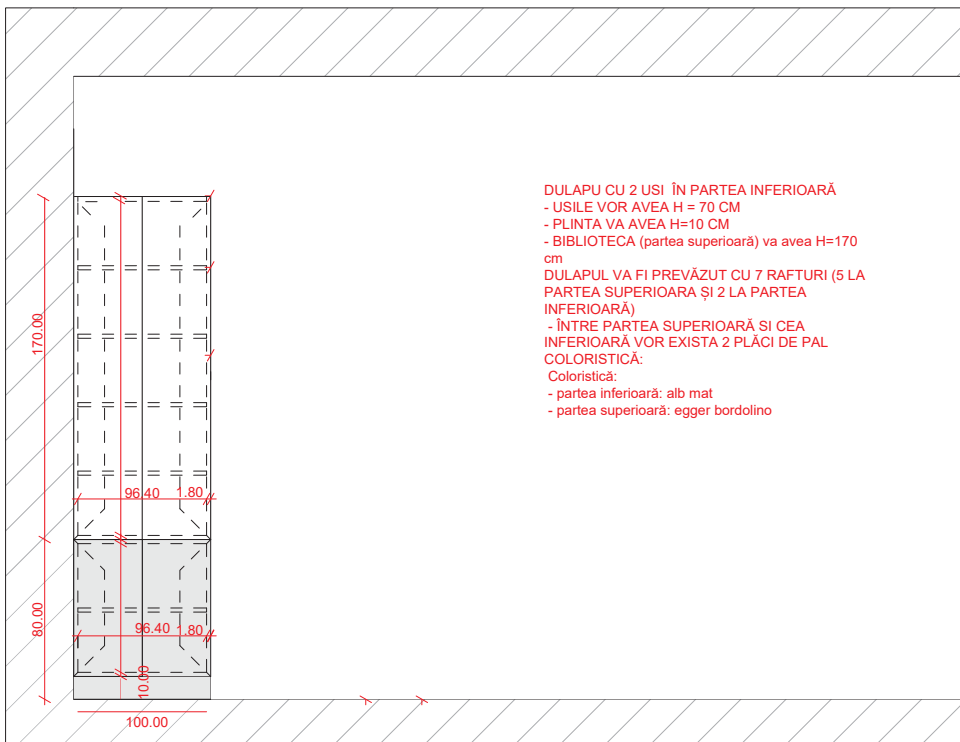 DULAPU CU 2 USI ÎN PARTEA INFERIOARĂ
- USILE VOR AVEA H = 70 CM
- PLINTA VA AVEA H=10 CM
- BIBLIOTECA (partea superioară) va avea H=170
cm
DULAPUL VA FI PREVĂZUT CU 7 RAFTURI (5 LA
PARTEA SUPERIOARA ȘI 2 LA PARTEA
INFERIOARĂ)
- ÎNTRE PARTEA SUPERIOARĂ SI CEA
INFERIOARĂ VOR EXISTA 2 PLĂCI DE PAL
COLORISTICĂ:
Coloristică:
- partea inferioară: alb mat
- partea superioară: egger bordolino
170.00
96.40 1.80
80.00
96.40 1.80
10.00
100.00